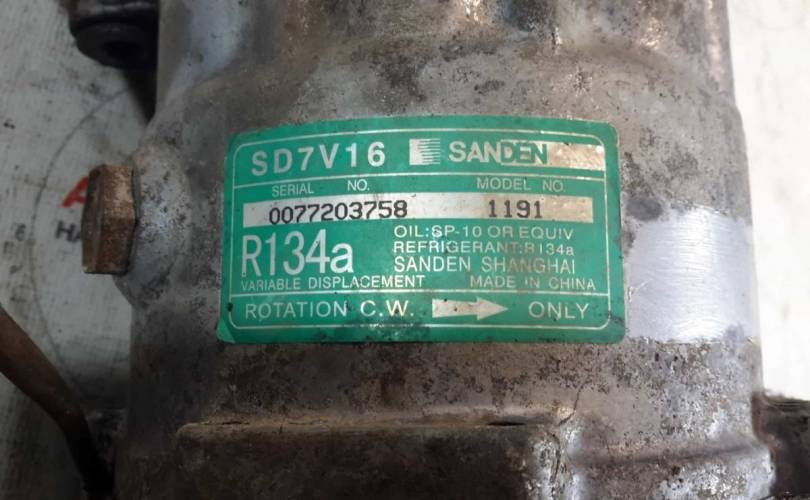 SD7V16 SANDEN
SERIAL NO. MODEL NO.
0077203758 1191
R134a
OIL:SP-10 OR EQUIV
REFRIGERANT:R134a
SANDEN SHANGHAI
VARIABLE DISPLACEMENT MADE IN CHINA
ROTATION C.W. ONLY